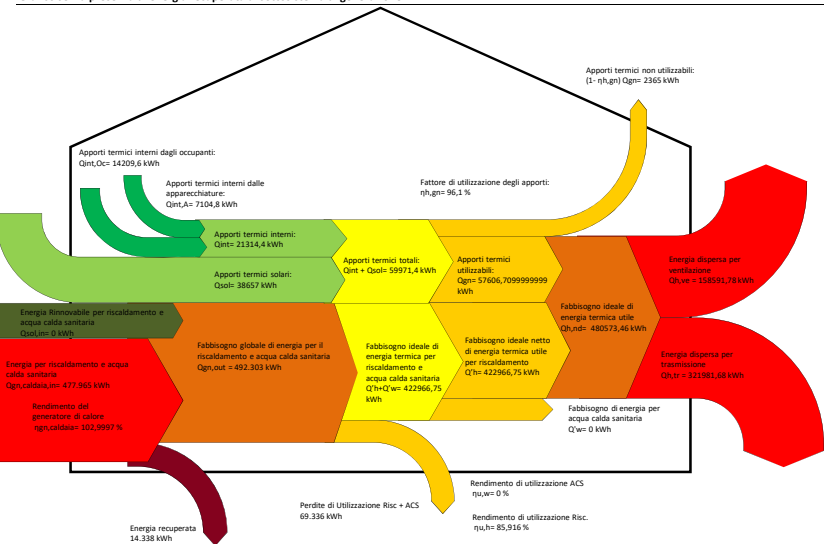 Apporti termici non utilizzabili:
(1- ηh,gn) Qgn= 2365 kWh
Apporti termici interni dagli occupanti:
Qint,Oc= 14209,6 kWh
Apporti termici interni dalle
apparecchiature:
Qint,A= 7104,8 kWh
Fattore di utilizzazione degli apporti:
ηh,gn= 96,1 %
Apporti termici interni:
Qint= 21314,4 kWh
Apporti termici totali:
Qint + Qsol= 59971,4 kWh
Apporti termici
utilizzabili:
Qgn= 57606,7099999999
kWh
Energia dispersa per
ventilazione
Qh,ve = 158591,78 kWh
Apporti termici solari:
Qsol= 38657 kWh
Energia Rinnovabile per riscaldamento e
acqua calda sanitaria
Qsol,in= 0 kWh
Fabbisogno ideale di
energia termica utile
Qh,nd= 480573,46 kWh
Fabbisogno globale di energia per il
riscaldamento e acqua calda sanitaria
Qgn,out = 492.303 kWh
Fabbisogno ideale di
energia termica per
riscaldamento e
acqua calda sanitaria
Q'h+Q'w= 422966,75
kWh
Fabbisogno ideale netto
di energia termica utile
per riscaldamento
Q'h= 422966,75 kWh
Energia dispersa per
trasmissione
Qh,tr = 321981,68 kWh
Energia per riscaldamento e acqua
calda sanitaria
Qgn,caldaia,in= 477.965 kWh
Rendimento del
generatore di calore
ηgn,caldaia= 102,9997 %
Fabbisogno di energia per
acqua calda sanitaria
Q'w= 0 kWh
Rendimento di utilizzazione ACS
ηu,w= 0 %
Perdite di Utilizzazione Risc + ACS
69.336 kWh
Rendimento di utilizzazione Risc.
ηu,h= 85,916 %
Energia recuperata
14.338 kWh